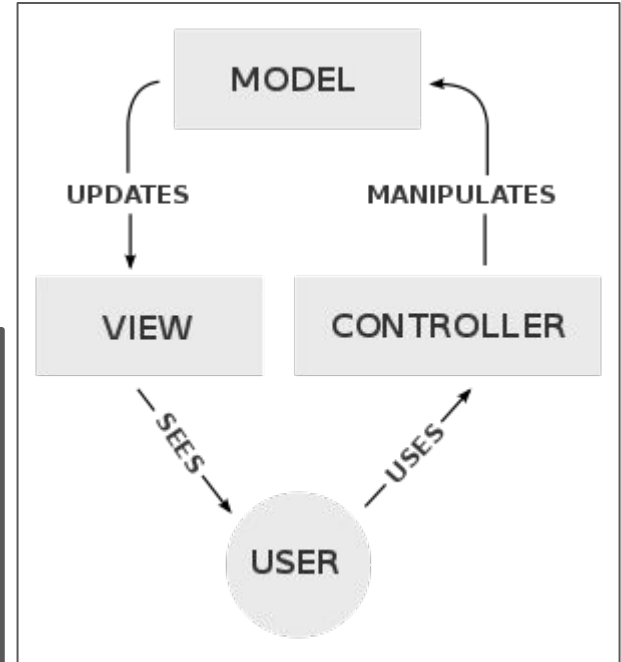 MODEL
UPDATES
MANIPULATES
VIEW
CONTROLLER
SEES
USES
USER